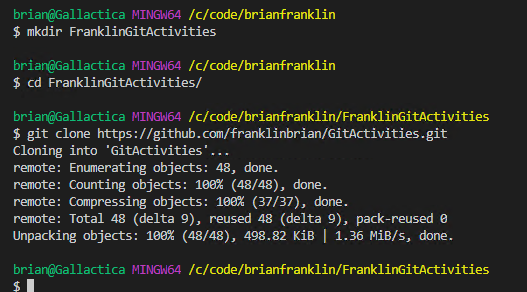 brian@Gallactica MINGW64 /c/code/brianfranklin
$ mkdir FranklinGitActivities
brian@Gallactica MINGW64 /c/code/brianfranklin
$ cd FranklinGitActivities/
brian@Gallactica MINGW64 /c/code/brianfranklin/FranklinGitActivities
$ git clone https://github.com/franklinbrian/GitActivities.git
Cloning into 'GitActivities'...
remote: Enumerating objects: 48, done.
remote: Counting objects: 100% (48/48), done.
remote: Compressing objects: 100% (37/37), done.
remote: Total 48 (delta 9), reused 48 (delta 9), pack-reused 0
Unpacking objects: 100% (48/48), 498.82 KiB | 1.36 MiB/s, done.
brian@Gallactica MINGW64 /c/code/brianfranklin/FranklinGitActivities
$